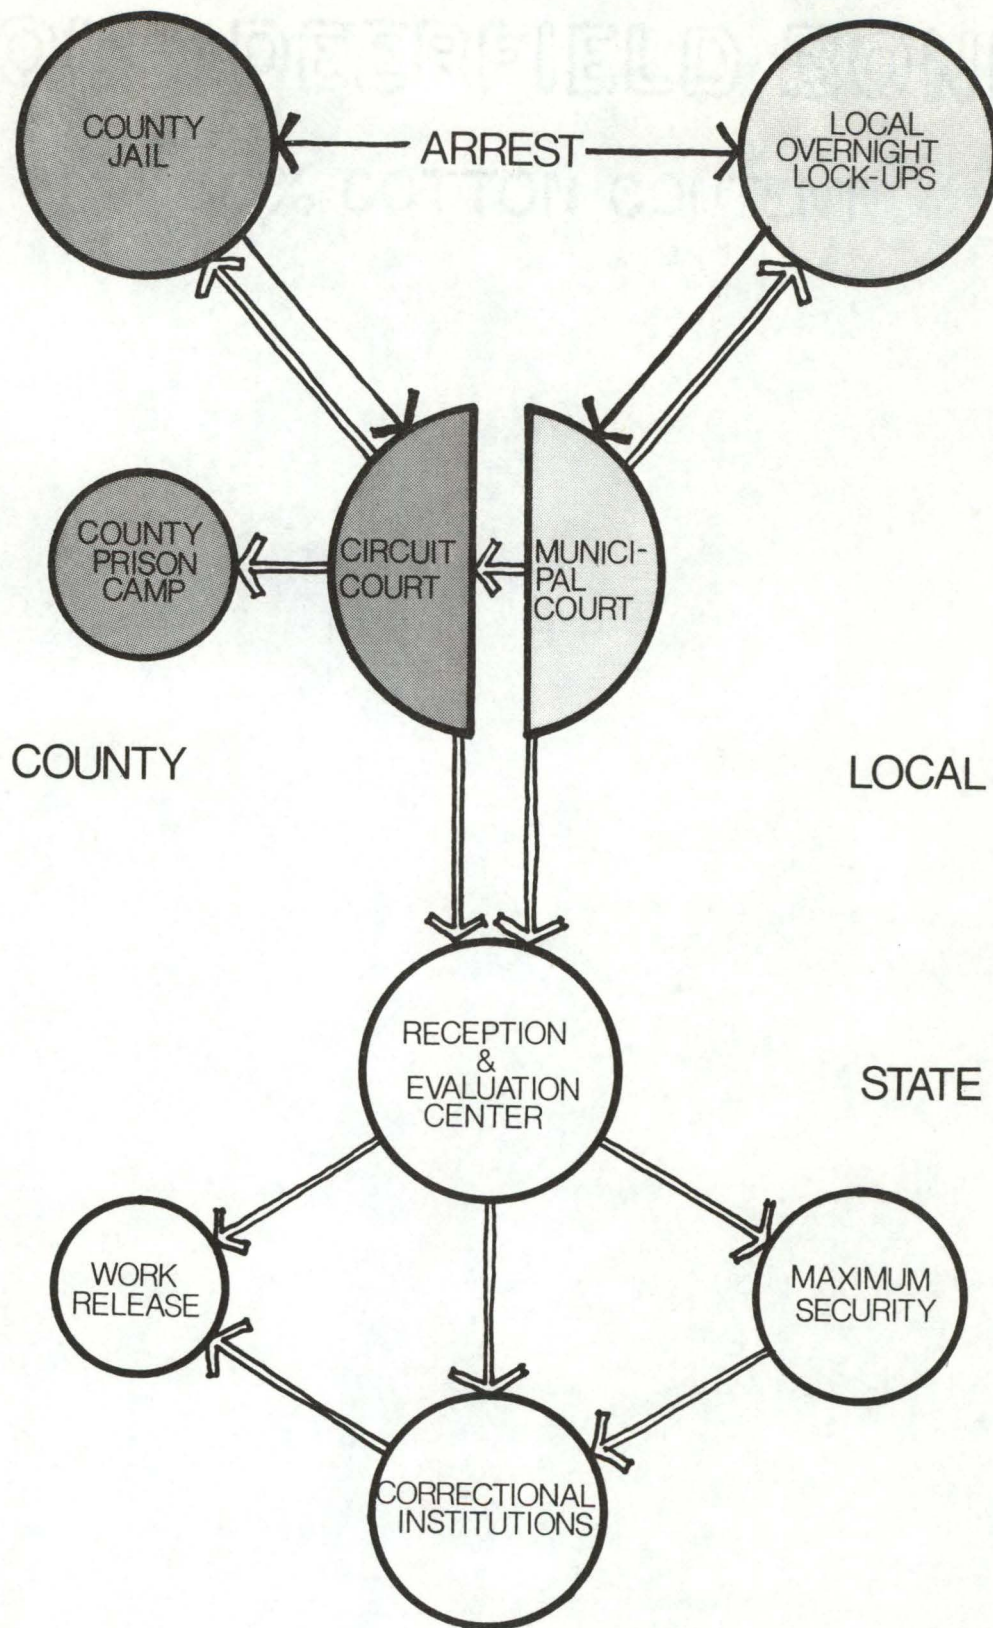 COUNTY
JAIL
ARREST
LOCAL
OVERNIGHT
LOCK-UPS
COUNTY
PRISON
CAMP
CIRCUIT
COURT
MUNICI-
PAL
COURT
COUNTY
LOCAL
RECEPTION
&
EVALUATION
CENTER
STATE
WORK
RELEASE
MAXIMUM
SECURITY
CORRECTIONAL
INSTITUTIONS